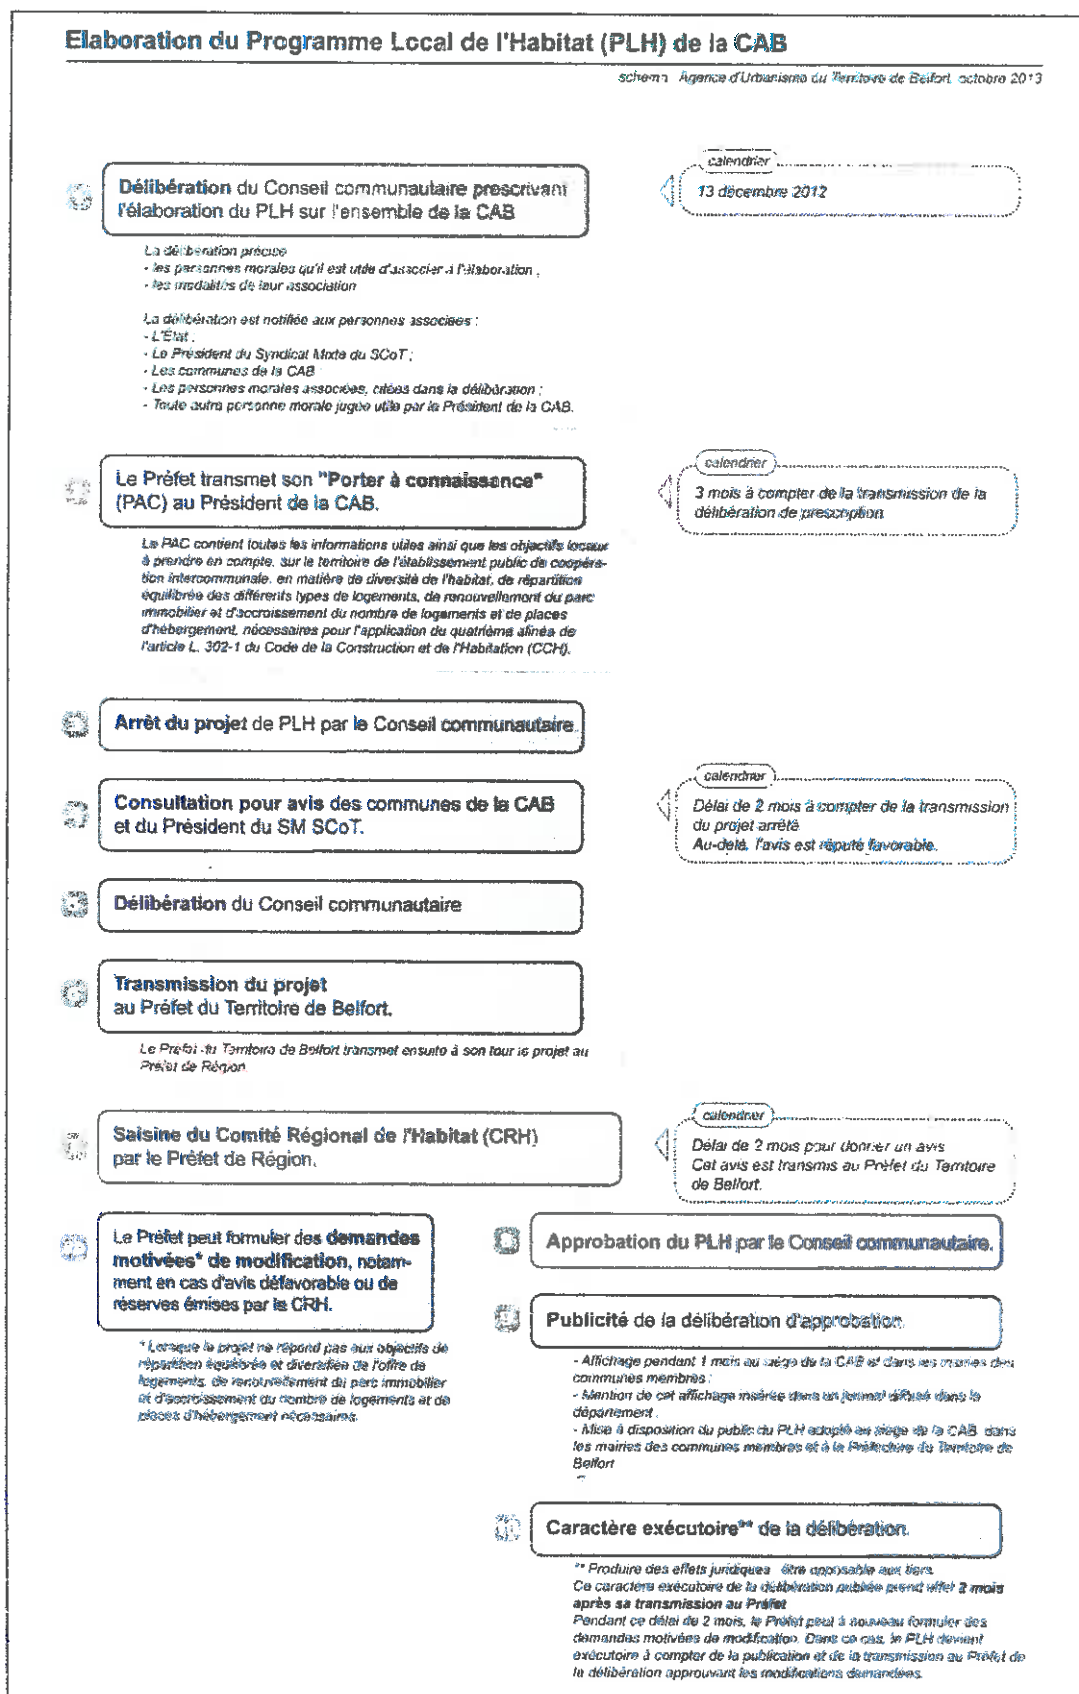 Elaboration du Programme Local de l'Habitat (PLH) de la CAB
schéma Agence d'Urbanisme du Territoire de Belfort, octobre 2013
Délibération du Conseil communautaire prescrivant
l'élaboration du PLH sur l'ensemble de la CAB
calendrier
13 décembre 2012
La délibération précise
- les personnes morales qu'il est utile d'associer à l'élaboration ;
- les modalités de leur association
La délibération est notifiée aux personnes associées :
- L'État ;
- Le Président du Syndicat Mixte du SCoT ;
- Les communes de la CAB
- Les personnes morales associées, citées dans la délibération ;
- Toute autre personne morale jugée utile par le Président de la CAB.
Le Préfet transmet son "Porter à connaissance"
(PAC) au Président de la CAB.
calendrier
3 mois à compter de la transmission de la
délibération de prescription
Le PAC contient toutes les informations utiles ainsi que les objectifs locaux
à prendre en compte, sur le territoire de l'établissement public de coopéra-
tion intercommunale, en matière de diversité de l'habitat, de répartition
équilibrée des différents types de logements, de renouvellement du parc
immobilier et d'accroissement du nombre de logements et de places
d'hébergement, nécessaires pour l'application du quatrième alinéa de
l'article L. 302-1 du Code de la Construction et de l'Habitation (CCH).
Arrêt du projet de PLH par le Conseil communautaire.
Consultation pour avis des communes de la CAB
et du Président du SM SCoT.
calendrier
Délai de 2 mois à compter de la transmission
du projet arrêté
Au-delà, l'avis est réputé favorable.
Délibération du Conseil communautaire
Transmission du projet
au Préfet du Territoire de Belfort.
Le Préfet du Territoire de Belfort transmet ensuite à son tour le projet au
Préfet de Région.
Saisine du Comité Régional de l'Habitat (CRH)
par le Préfet de Région.
calendrier
Délai de 2 mois pour donner un avis
Cet avis est transmis au Préfet du Territoire
de Belfort.
Le Préfet peut formuler des demandes
motivées* de modification, notam-
ment en cas d'avis défavorable ou de
réserves émises par le CRH.
* Lorsque le projet ne répond pas aux objectifs de
répartition équilibrée et diversifiée de l'offre de
logements, de renouvellement du parc immobilier
et d'accroissement du nombre de logements et de
places d'hébergement nécessaires.
Approbation du PLH par le Conseil communautaire.
Publicité de la délibération d'approbation.
- Affichage pendant 1 mois au siège de la CAB et dans les mairies des
communes membres ;
- Mention de cet affichage insérée dans un journal diffusé dans le
département ;
- Mise à disposition du public du PLH adopté au siège de la CAB, dans
les mairies des communes membres et à la Préfecture du Territoire de
Belfort
Caractère exécutoire** de la délibération.
** Produire des effets juridiques être opposable aux tiers.
Ce caractère exécutoire de la délibération publiée prend effet 2 mois
après sa transmission au Préfet
Pendant ce délai de 2 mois, le Préfet peut à nouveau formuler des
demandes motivées de modification. Dans ce cas, le PLH devient
exécutoire à compter de la publication et de la transmission au Préfet de
la délibération approuvant les modifications demandées.